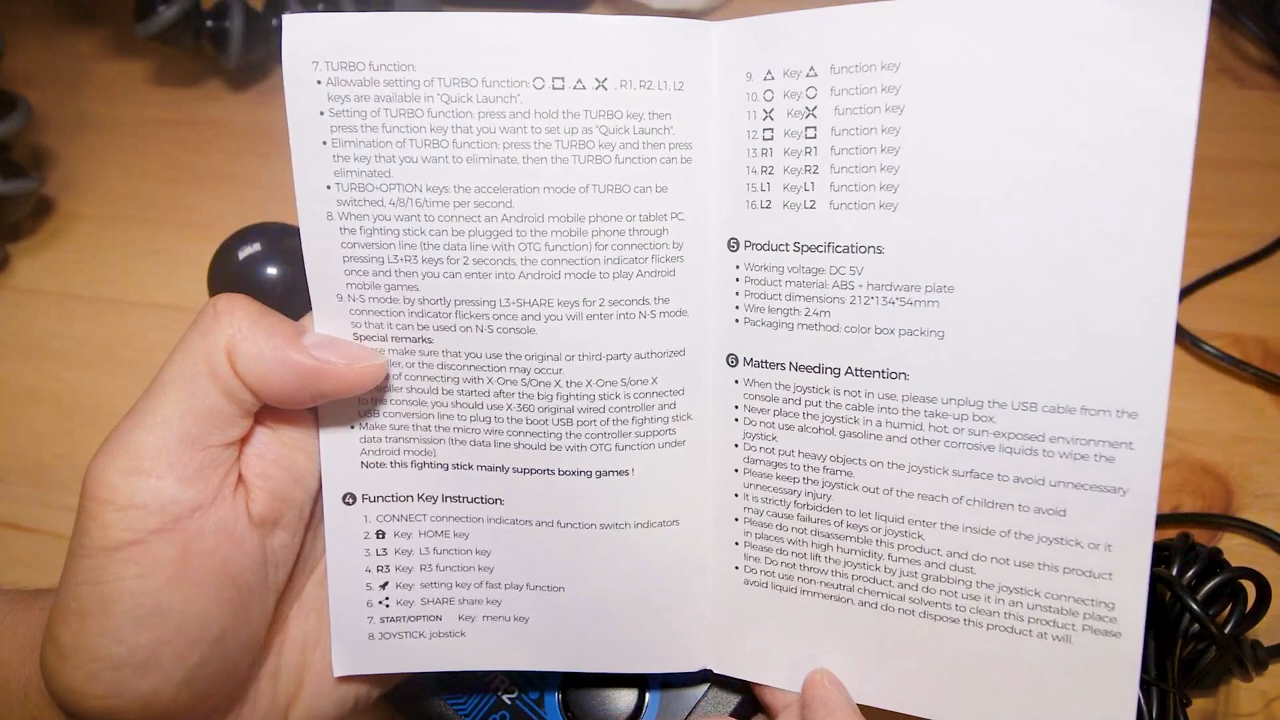 7. TURBO function:
• Allowable setting of TURBO function: ○ .□ .△ .✕ . R1, R2, L1, L2
keys are available in "Quick Launch".
• Setting of TURBO function: press and hold the TURBO key, then
press the function key that you want to set up as "Quick Launch".
• Elimination of TURBO function: press the TURBO key and then press
the key that you want to eliminate, then the TURBO function can be
eliminated.
• TURBO+OPTION keys: the acceleration mode of TURBO can be
switched, 4/8/16/time per second.
8. When you want to connect an Android mobile phone or tablet PC,
the fighting stick can be plugged to the mobile phone through
conversion line (the data line with OTG function) for connection; by
pressing L3+R3 keys for 2 seconds, the connection indicator flickers
once and then you can enter into Android mode to play Android
mobile games.
9. N-S mode: by shortly pressing L3+SHARE keys for 2 seconds, the
connection indicator flickers once and you will enter into N-S mode,
so that it can be used on N-S console.
Special remarks:
make sure that you use the original or third-party authorized
or the disconnection may occur.
of connecting with X-One S/One X, the X-One S/one X
should be started after the big fighting stick is connected
to the console; you should use X-360 original wired controller and
USB conversion line to plug to the boot USB port of the fighting stick.
• Make sure that the micro wire connecting the controller supports
data transmission (the data line should be with OTG function under
Android mode).
Note: this fighting stick mainly supports boxing games !
4 Function Key Instruction:
1. CONNECT connection indicators and function switch indicators
2. Key: HOME key
3. L3 Key: L3 function key
4. R3 Key: R3 function key
5. Key: setting key of fast play function
6. Key: SHARE share key
7. START/OPTION Key: menu key
8. JOYSTICK: jobstick
9. △ Key:△ function key
10. ○ Key:○ function key
11 ✕ Key✕ function key
12 □ Key:□ function key
13. R1 Key:R1 function key
14. R2 Key:R2 function key
15. L1 Key:L1 function key
16. L2 Key:L2 function key
5 Product Specifications:
• Working voltage: DC 5V
• Product material: ABS + hardware plate
• Product dimensions: 212*134*54mm
• Wire length: 2.4m
• Packaging method: color box packing
6 Matters Needing Attention:
• When the joystick is not in use, please unplug the USB cable from the
console and put the cable into the take-up box.
• Never place the joystick in a humid, hot, or sun-exposed environment.
• Do not use alcohol, gasoline and other corrosive liquids to wipe the
joystick.
• Do not put heavy objects on the joystick surface to avoid unnecessary
damages to the frame.
• Please keep the joystick out of the reach of children to avoid
unnecessary injury.
• It is strictly forbidden to let liquid enter the inside of the joystick, or it
may cause failures of keys or joystick.
• Please do not disassemble this product, and do not use this product
in places with high humidity, fumes and dust.
• Please do not lift the joystick by just grabbing the joystick connecting
line. Do not throw this product, and do not use it in an unstable place.
• Do not use non-neutral chemical solvents to clean this product. Please
avoid liquid immersion, and do not dispose this product at will.